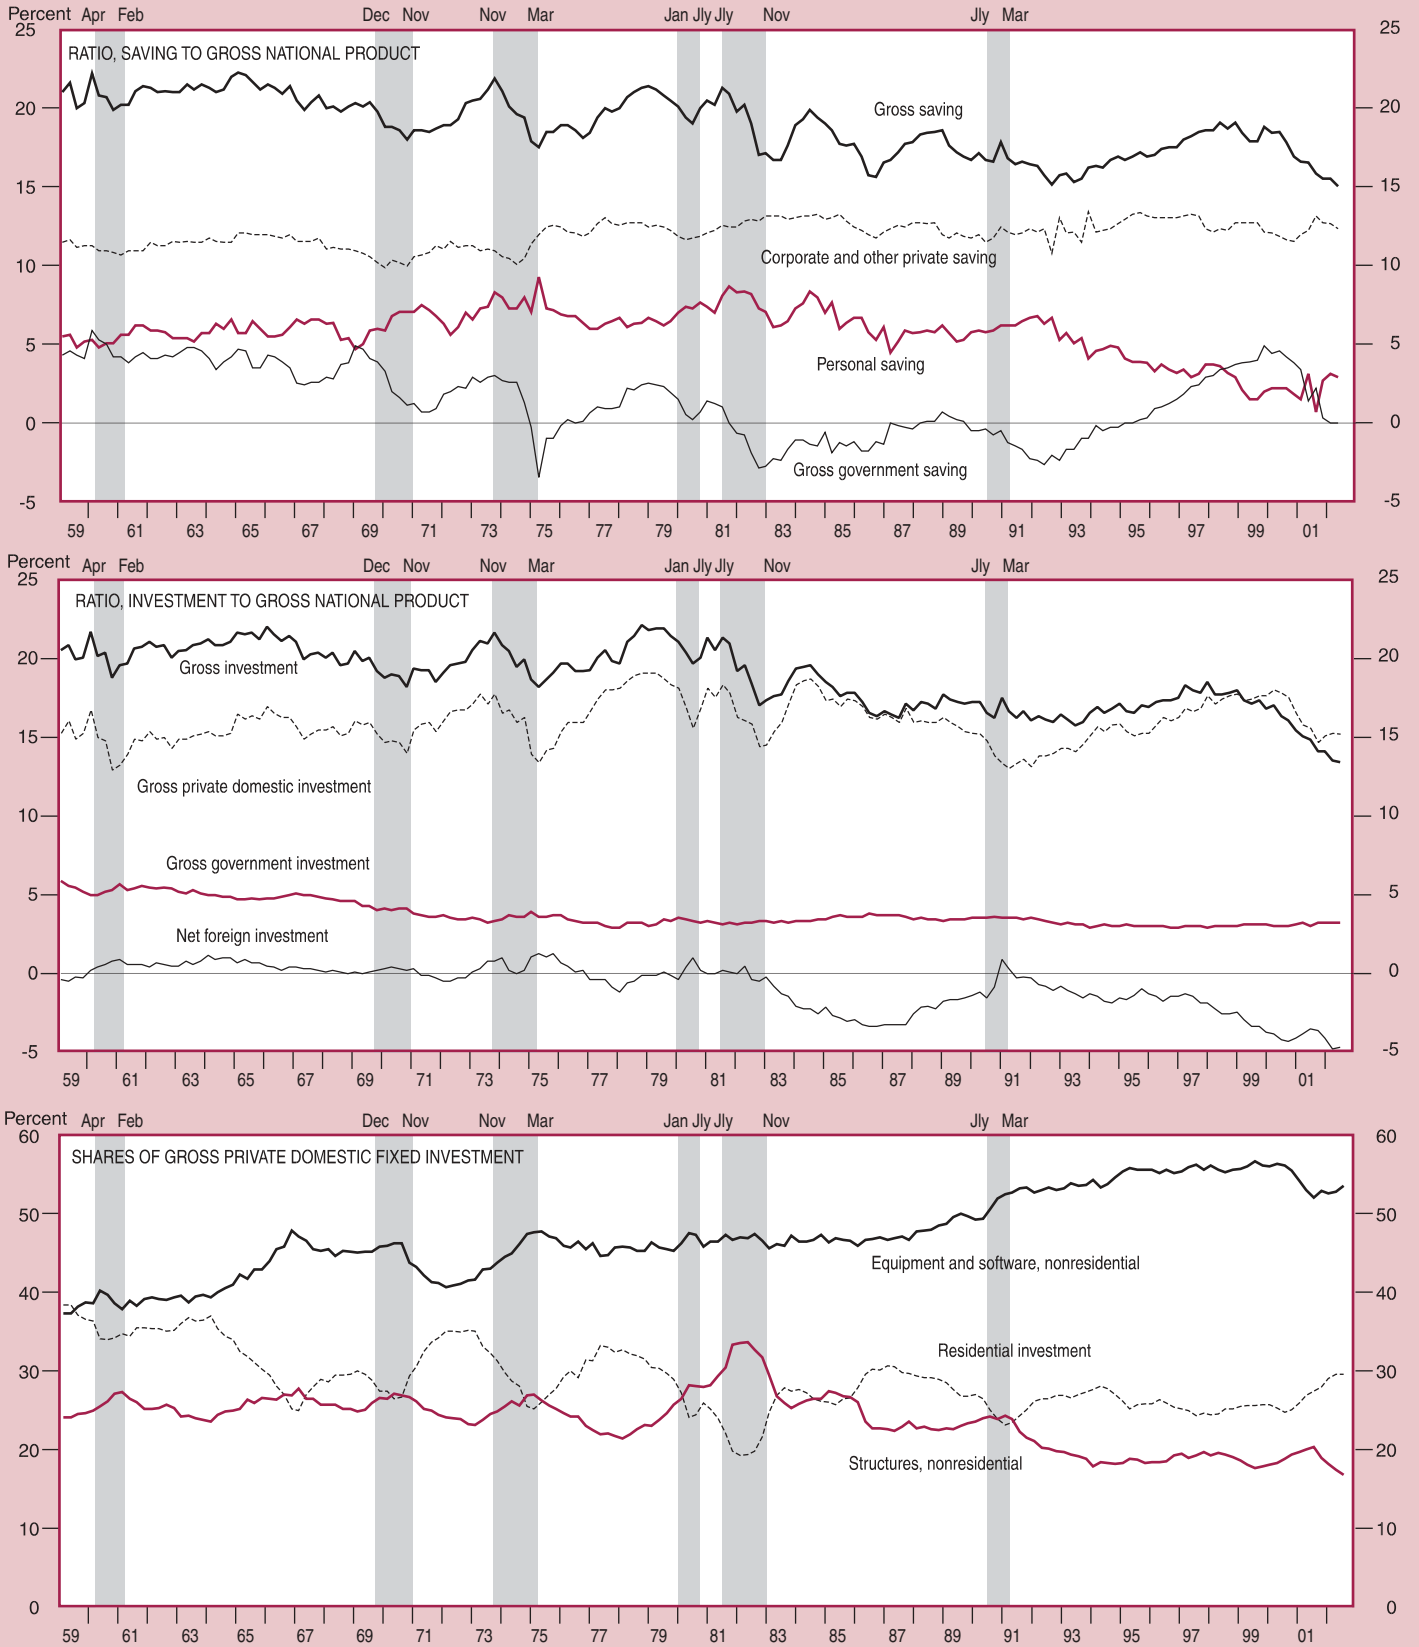 Percent Apr Feb Dec Nov Nov Mar Jan Jly Jly Nov Jly Mar
25 25
RATIO, SAVING TO GROSS NATIONAL PRODUCT
20 Gross saving 20
15 15
Corporate and other private saving
10 10
5 5
Personal saving
0 0
Gross government saving
-5 -5
59 61 63 65 67 69 71 73 75 77 79 81 83 85 87 89 91 93 95 97 99 01
Percent Apr Feb Dec Nov Nov Mar Jan Jly Jly Nov Jly Mar
25 25
RATIO, INVESTMENT TO GROSS NATIONAL PRODUCT
20 20
Gross investment
15 15
Gross private domestic investment
10 10
Gross government investment
5 5
Net foreign investment
0 0
-5 -5
59 61 63 65 67 69 71 73 75 77 79 81 83 85 87 89 91 93 95 97 99 01
Percent Apr Feb Dec Nov Nov Mar Jan Jly Jly Nov Jly Mar
60 60
SHARES OF GROSS PRIVATE DOMESTIC FIXED INVESTMENT
50 50
Equipment and software, nonresidential
40 40
Residential investment
30 30
20 20
Structures, nonresidential
10 10
0 0
59 61 63 65 67 69 71 73 75 77 79 81 83 85 87 89 91 93 95 97 99 01